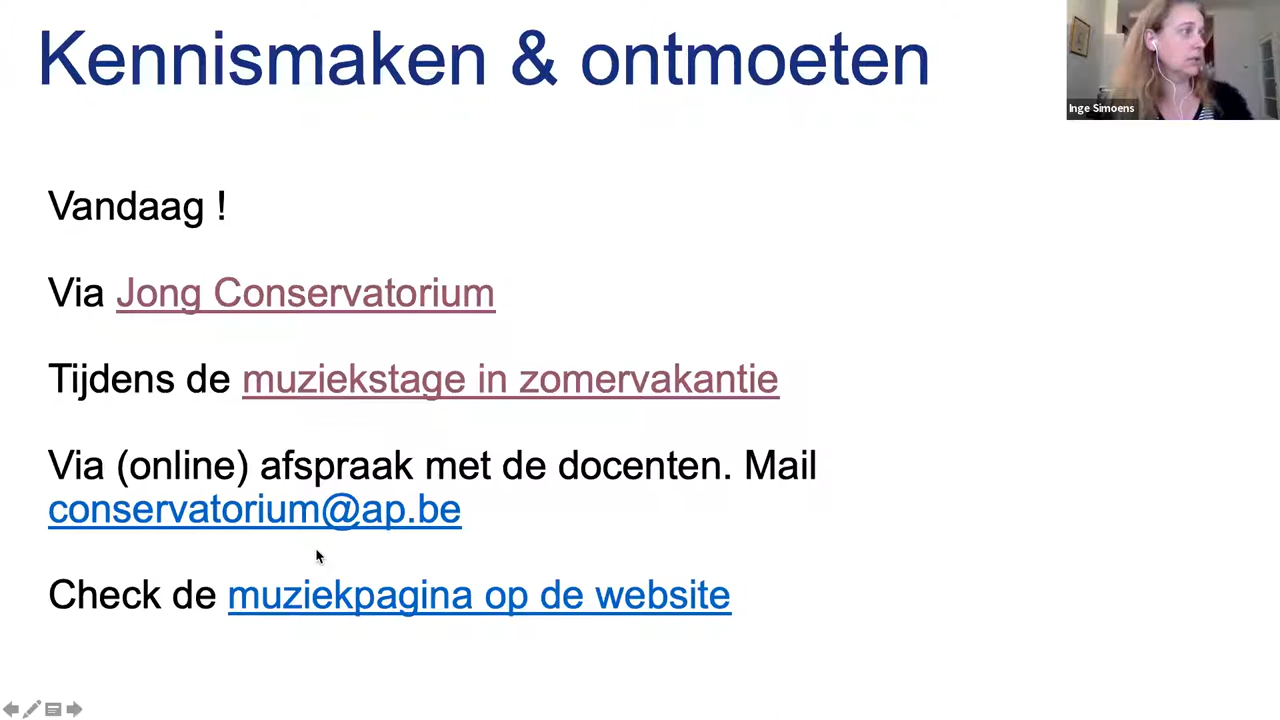 Kennismaken & ontmoeten
Inge Simoens
Vandaag !
Via Jong Conservatorium
Tijdens de muziekstage in zomervakantie
Via (online) afspraak met de docenten. Mail
conservatorium@ap.be
Check de muziekpagina op de website